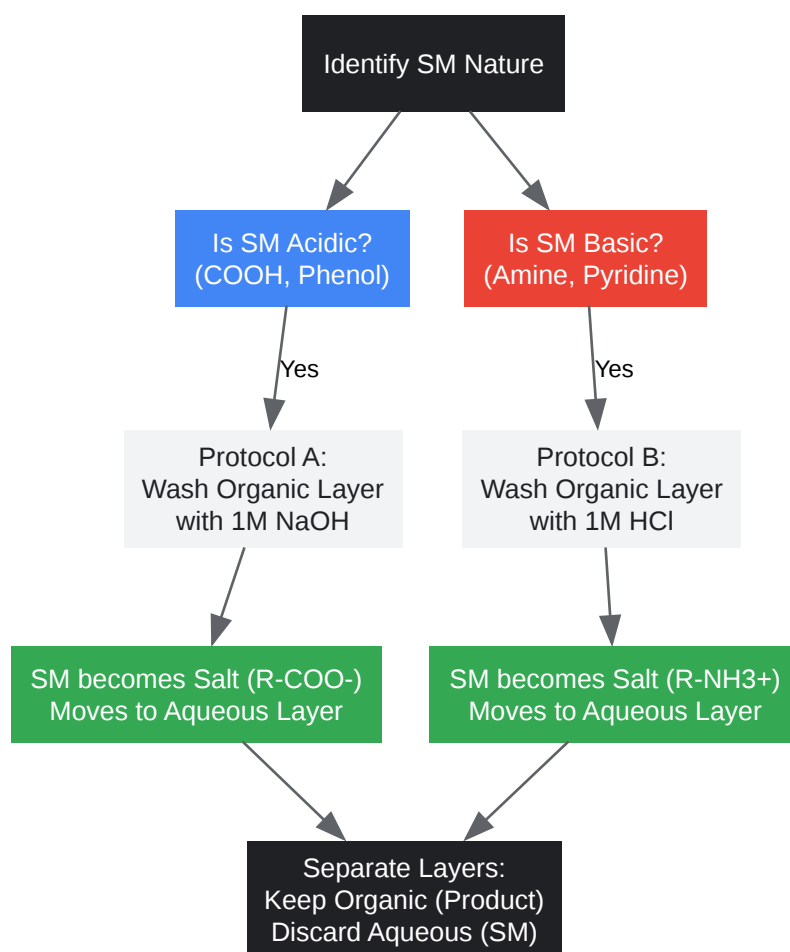 Identify SM Nature
Is SM Acidic?
(COOH, Phenol)
Is SM Basic?
(Amine, Pyridine)
Yes
Yes
Protocol A:
Wash Organic Layer
with 1M NaOH
Protocol B:
Wash Organic Layer
with 1M HCl
SM becomes Salt (R-COO-)
Moves to Aqueous Layer
SM becomes Salt (R-NH3+)
Moves to Aqueous Layer
Separate Layers:
Keep Organic (Product)
Discard Aqueous (SM)